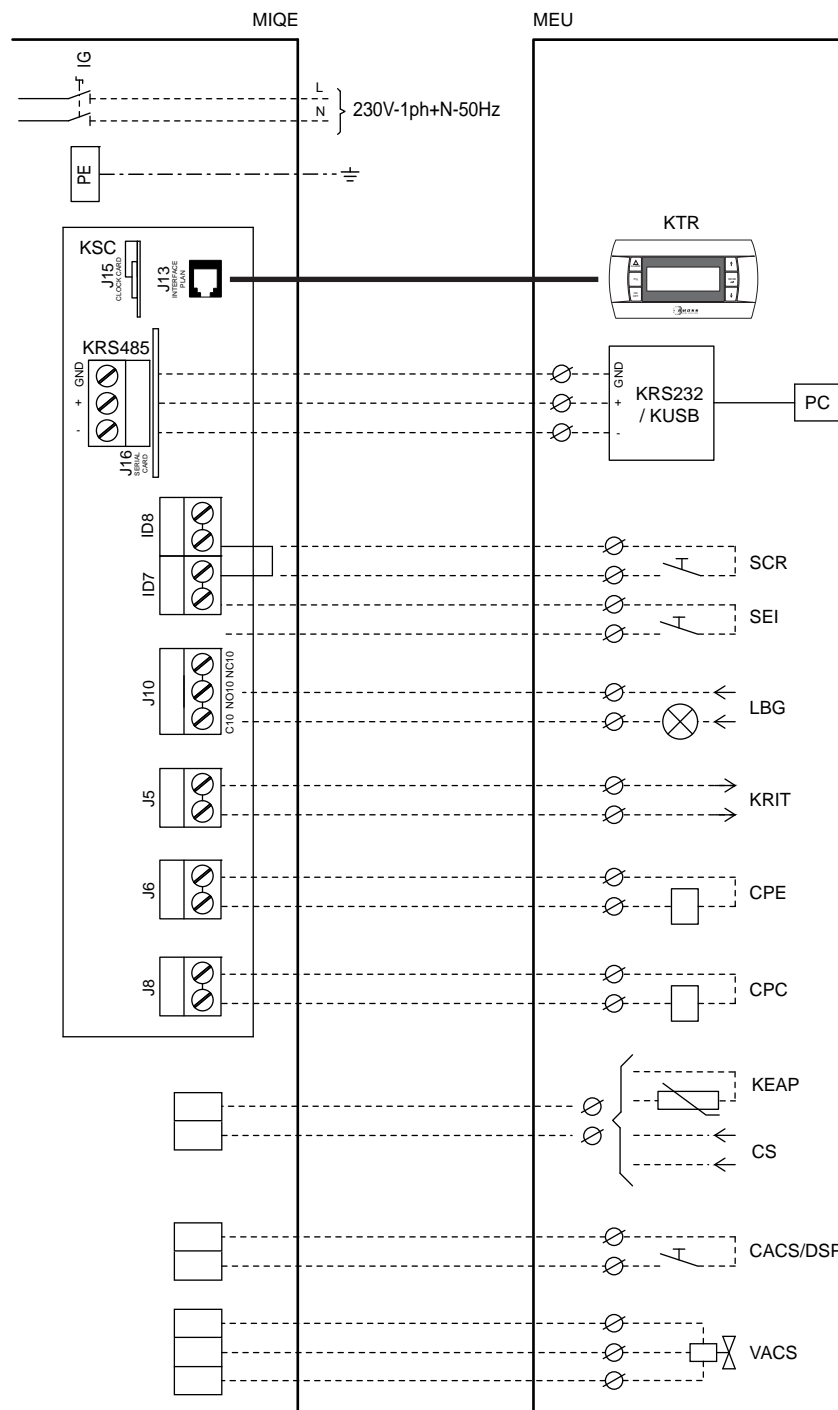 MIQE
MEU
IG
L
N
230V-1ph+N-50Hz
PE
KTR
KSC
J15
CLOCK CARD
J13
INTERFACE
PLAN
KRS485
GND
+
-
J16
SERIAL
CARD
GND
+
-
KRS232
/ KUSB
PC
ID8
ID7
SCR
SEI
J10
C10 NO10 NC10
LBG
J5
KRIT
J6
CPE
J8
CPC
KEAP
CS
CACS/DSP
VACS